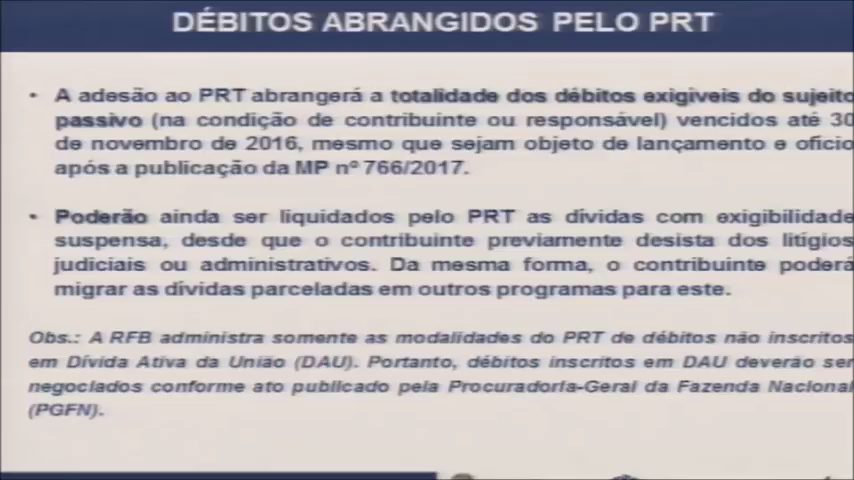 DÉBITOS ABRANGIDOS PELO PRT
• A adesão ao PRT abrangerá a totalidade dos débitos exigíveis do sujeito
passivo (na condição de contribuinte ou responsável) vencidos até 30
de novembro de 2016, mesmo que sejam objeto de lançamento e ofício
após a publicação da MP nº 766/2017.
• Poderão ainda ser liquidados pelo PRT as dívidas com exigibilidade
suspensa, desde que o contribuinte previamente desista dos litígios
judiciais ou administrativos. Da mesma forma, o contribuinte poderá
migrar as dívidas parceladas em outros programas para este.
Obs.: A RFB administra somente as modalidades do PRT de débitos não inscritos
em Dívida Ativa da União (DAU). Portanto, débitos inscritos em DAU deverão ser
negociados conforme ato publicado pela Procuradoria-Geral da Fazenda Nacional
(PGFN).